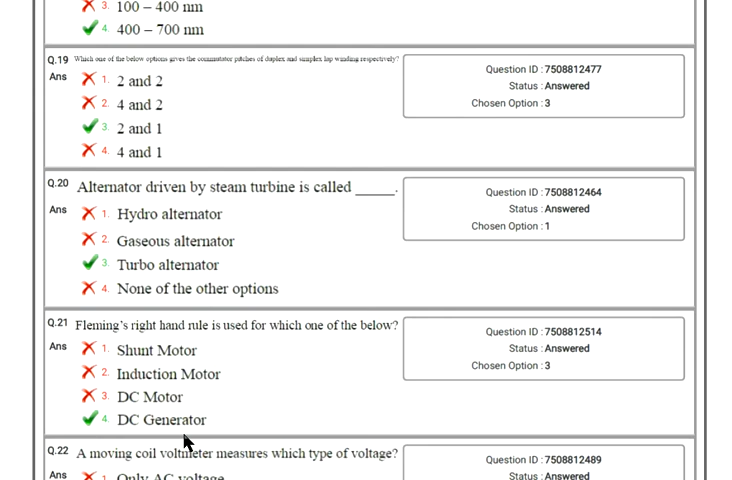 3. 100 – 400 nm
4. 400 – 700 nm
Q.19 Which one of the below options gives the commutator pitches of duplex and simplex lap winding respectively?
Ans 1. 2 and 2
2. 4 and 2
3. 2 and 1
4. 4 and 1
Question ID : 7508812477
Status : Answered
Chosen Option : 3
Q.20 Alternator driven by steam turbine is called _____.
Ans 1. Hydro alternator
2. Gaseous alternator
3. Turbo alternator
4. None of the other options
Question ID : 7508812464
Status : Answered
Chosen Option : 1
Q.21 Fleming's right hand rule is used for which one of the below?
Ans 1. Shunt Motor
2. Induction Motor
3. DC Motor
4. DC Generator
Question ID : 7508812514
Status : Answered
Chosen Option : 3
Q.22 A moving coil voltmeter measures which type of voltage?
Ans 1. Only AC voltage
Question ID : 7508812489
Status : Answered